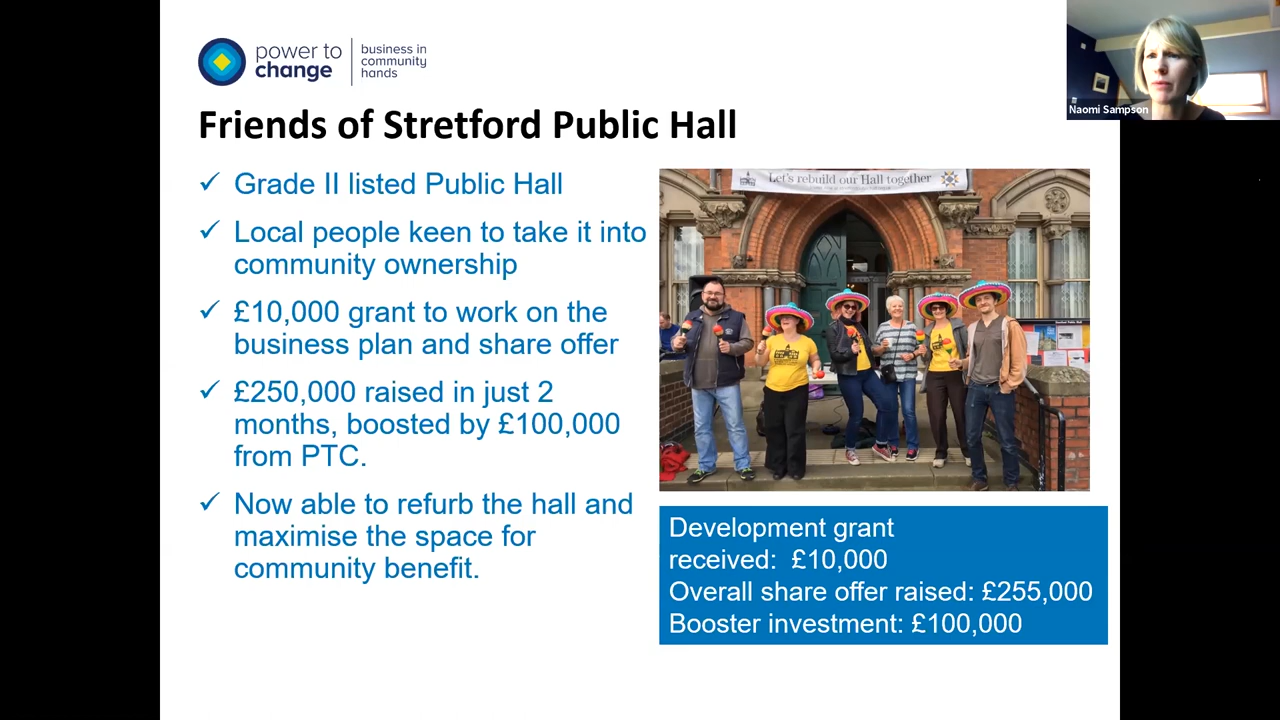 power to
change
business in
community
hands
Naomi Sampson
Friends of Stretford Public Hall
✓ Grade II listed Public Hall
✓ Local people keen to take it into
community ownership
✓ £10,000 grant to work on the
business plan and share offer
✓ £250,000 raised in just 2
months, boosted by £100,000
from PTC.
✓ Now able to refurb the hall and
maximise the space for
community benefit.
Let's rebuild our Hall together
Development grant
received: £10,000
Overall share offer raised: £255,000
Booster investment: £100,000